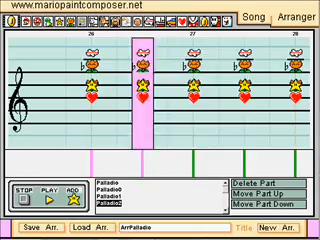 www.mariopaintcomposer.net
Song Arranger
26 27 28
STOP PLAY ADD
Palladio
Palladio0
Palladio1
Palladio2
Delete Part
Move Part Up
Move Part Down
Save Arr. Load Arr. ArrPalladio Title New Arr.